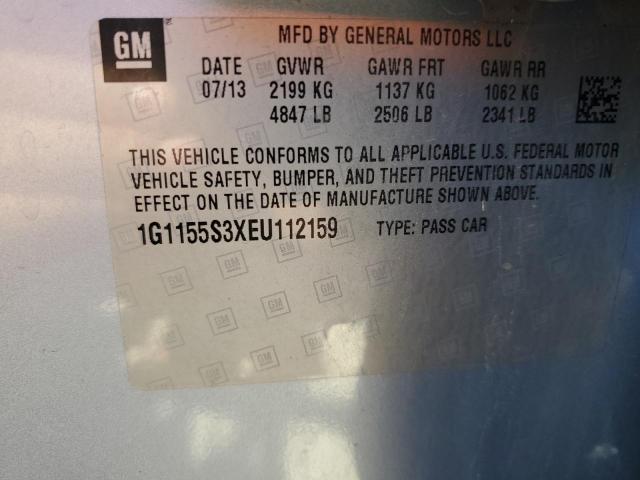 GM
MFD BY GENERAL MOTORS LLC
DATE GVWR GAWR FRT GAWR RR
07/13 2199 KG 1137 KG 1062 KG
4847 LB 2506 LB 2341 LB
THIS VEHICLE CONFORMS TO ALL APPLICABLE U.S. FEDERAL MOTOR
VEHICLE SAFETY, BUMPER, AND THEFT PREVENTION STANDARDS IN
EFFECT ON THE DATE OF MANUFACTURE SHOWN ABOVE.
1G1155S3XEU112159 TYPE: PASS CAR